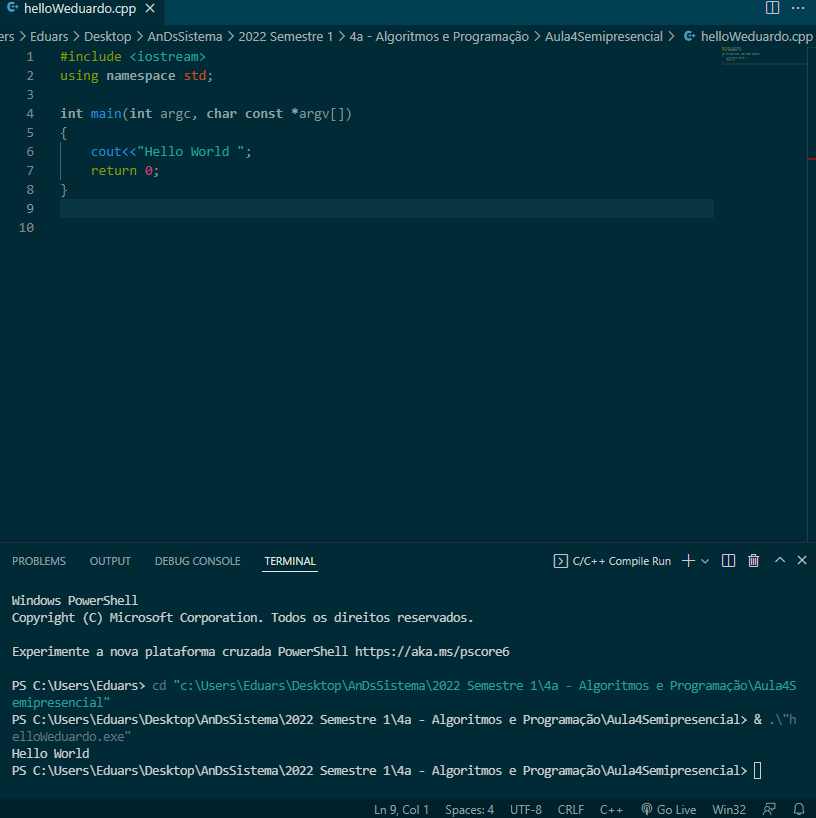 helloWeduardo.cpp
ers > Eduars > Desktop > AnDsSistema > 2022 Semestre 1 > 4a - Algoritmos e Programação > Aula4Semipresencial > helloWeduardo.cpp
1 #include <iostream>
2 using namespace std;
3
4 int main(int argc, char const *argv[])
5 {
6 cout<<"Hello World ";
7 return 0;
8 }
9
10
PROBLEMS OUTPUT DEBUG CONSOLE TERMINAL C/C++ Compile Run
Windows PowerShell
Copyright (C) Microsoft Corporation. Todos os direitos reservados.
Experimente a nova plataforma cruzada PowerShell https://aka.ms/pscore6
PS C:\Users\Eduars> cd "c:\Users\Eduars\Desktop\AnDsSistema\2022 Semestre 1\4a - Algoritmos e Programação\Aula4S
emipresencial"
PS C:\Users\Eduars\Desktop\AnDsSistema\2022 Semestre 1\4a - Algoritmos e Programação\Aula4Semipresencial> & .\"h
elloWeduardo.exe"
Hello World
PS C:\Users\Eduars\Desktop\AnDsSistema\2022 Semestre 1\4a - Algoritmos e Programação\Aula4Semipresencial>
Ln 9, Col 1 Spaces: 4 UTF-8 CRLF C++ Go Live Win32